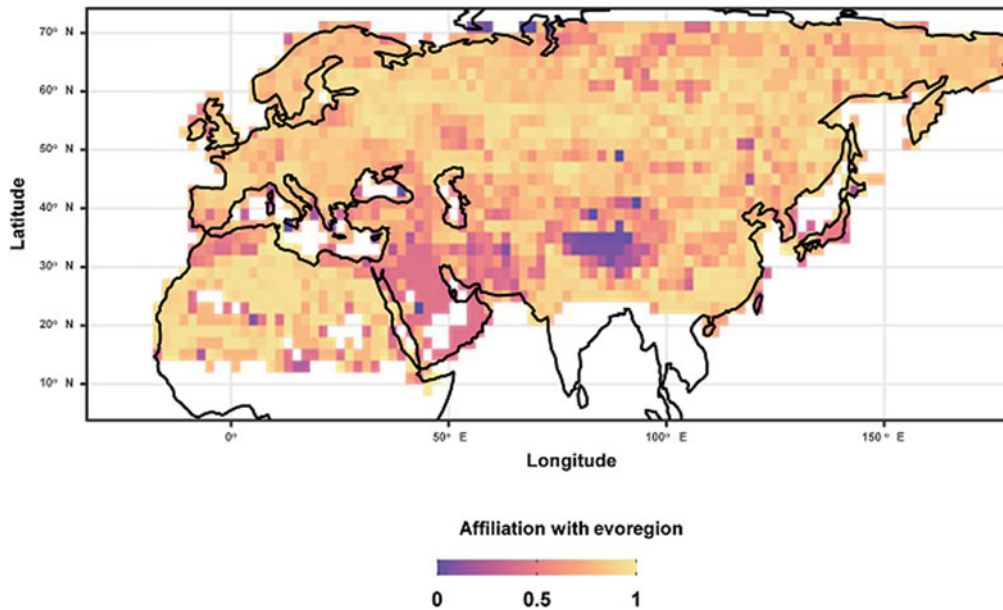 70° N
60° N
50° N
40° N
30° N
20° N
10° N
Latitude
0° 50° E 100° E 150° E
Longitude
Affiliation with evoregion
0 0.5 1